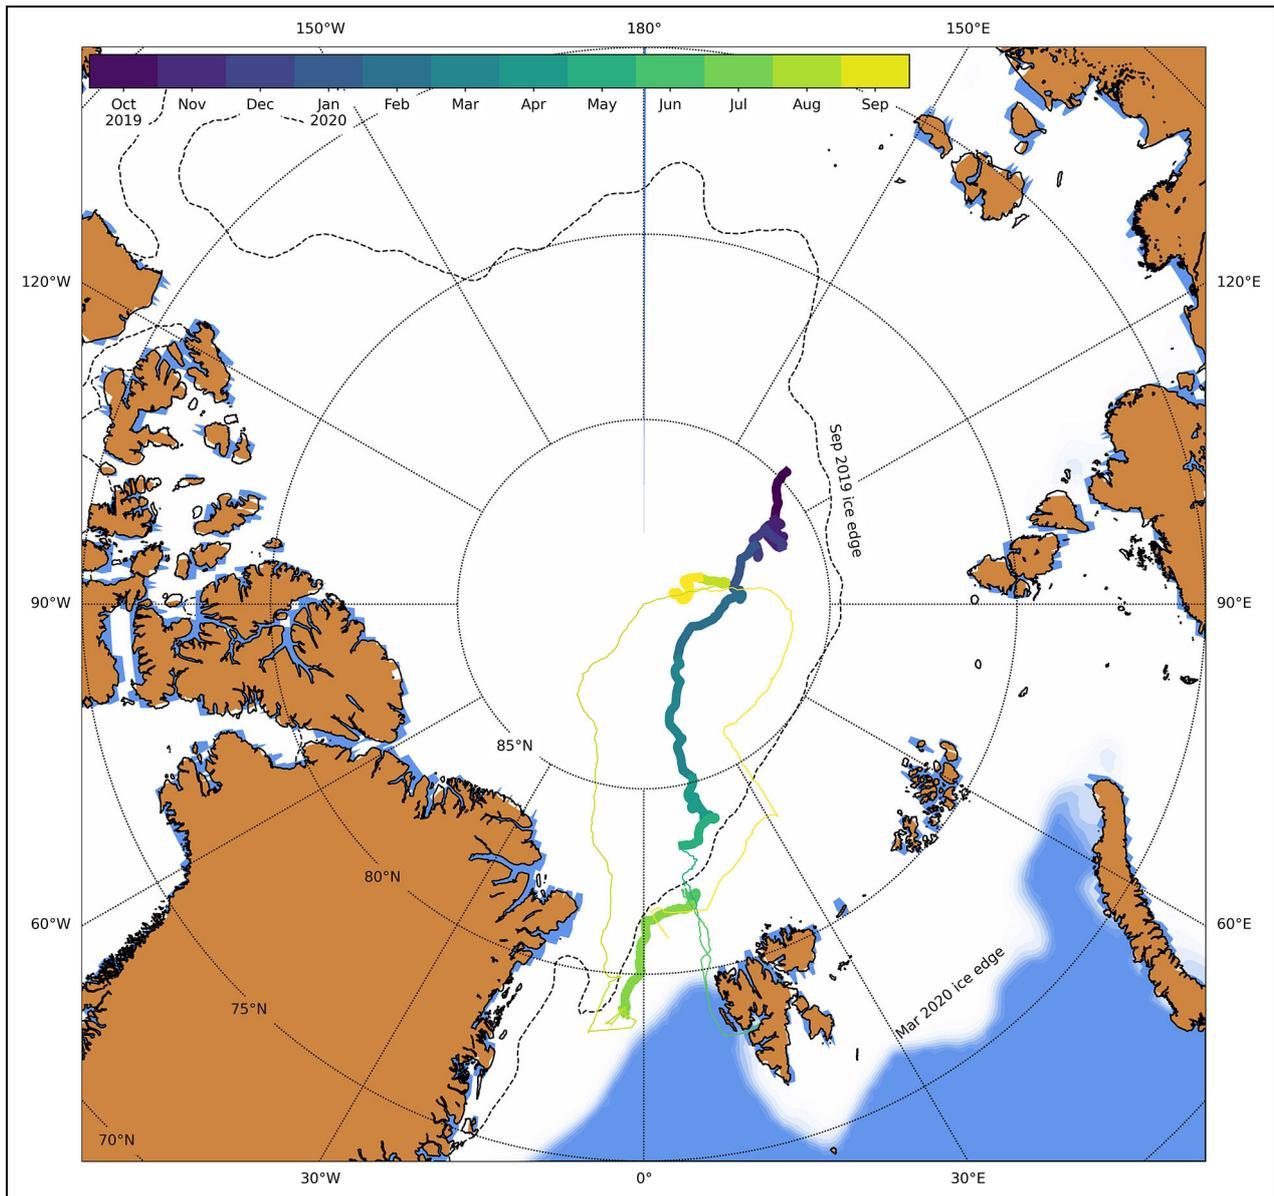 150°W 180° 150°E
Oct Nov Dec Jan Feb Mar Apr May Jun Jul Aug Sep
2019 2020
120°W 120°E
Sep 2019 ice edge
90°W 90°E
85°N
80°N
60°W 60°E
Mar 2020 ice edge
75°N
70°N
30°W 0° 30°E